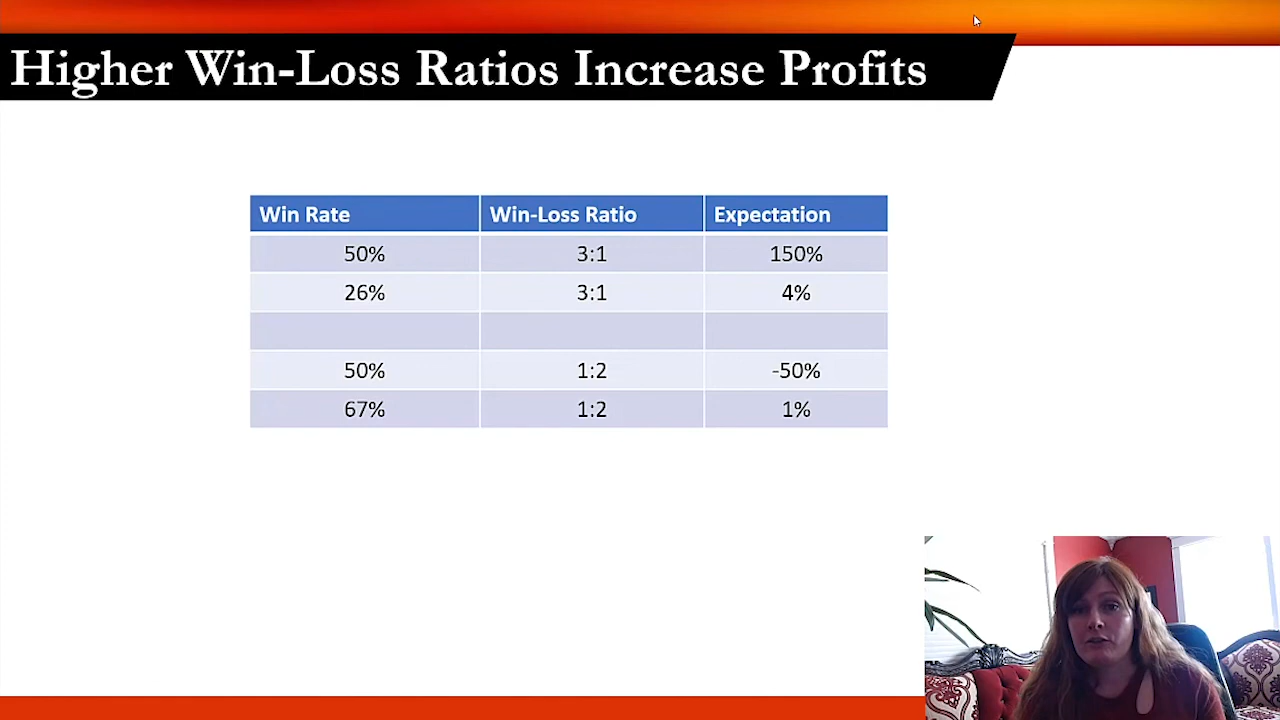 Higher Win-Loss Ratios Increase Profits
Win Rate Win-Loss Ratio Expectation
50% 3:1 150%
26% 3:1 4%
50% 1:2 -50%
67% 1:2 1%